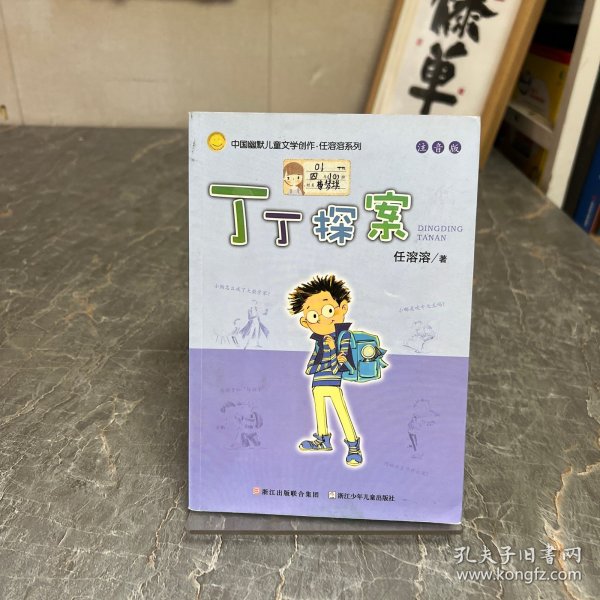 中国幽默儿童文学创作·任溶溶系列
注音版
丁丁探案
DINGDING
TANAN
任溶溶/著
浙江出版联合集团
浙江少年儿童出版社
单
孔夫子旧书网
www.kongfz.com